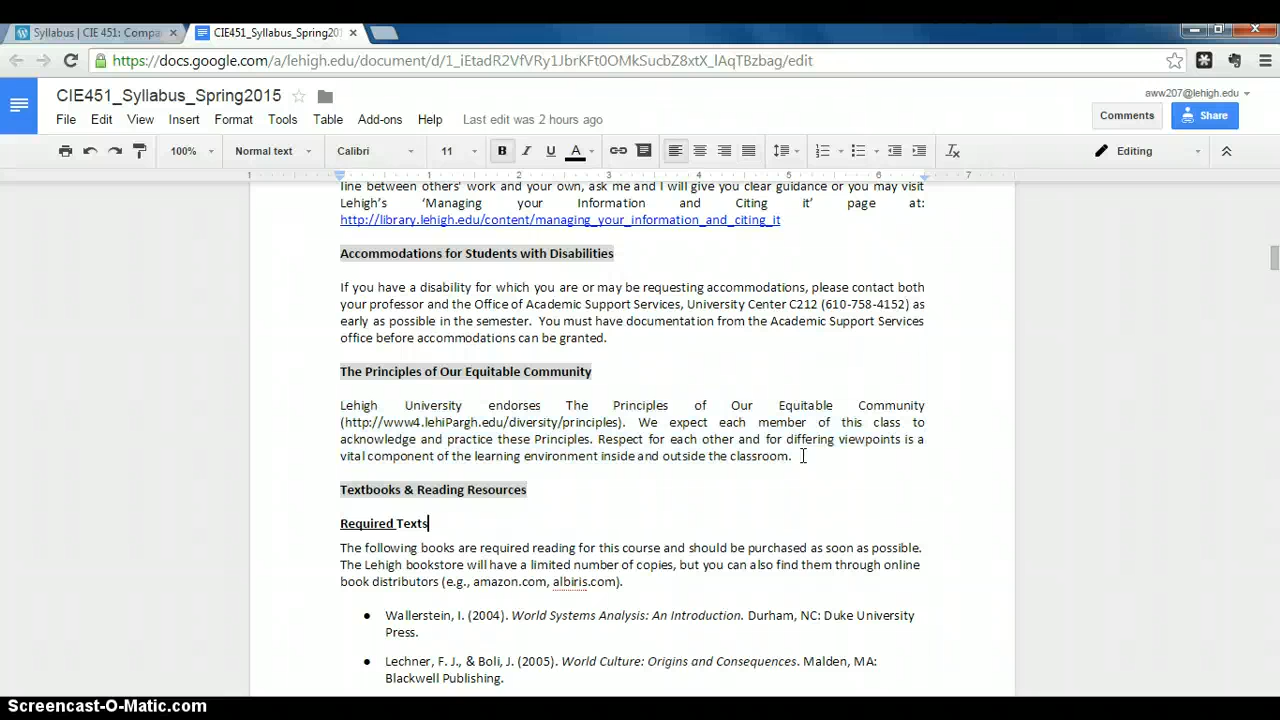 Syllabus | CIE 451: Compa
CIE451_Syllabus_Spring201
https://docs.google.com/a/lehigh.edu/document/d/1_iEtadR2VfVRy1JbrKFt0OMkSucbZ8xtX_lAqTBzbag/edit
CIE451_Syllabus_Spring2015
aww207@lehigh.edu
File Edit View Insert Format Tools Table Add-ons Help Last edit was 2 hours ago
Comments Share
100% Normal text Calibri 11 B I U A Editing
1 1 2 3 4 5 6 7
line between others' work and your own, ask me and I will give you clear guidance or you may visit
Lehigh's ‘Managing your Information and Citing it’ page at:
http://library.lehigh.edu/content/managing_your_information_and_citing_it
Accommodations for Students with Disabilities
If you have a disability for which you are or may be requesting accommodations, please contact both
your professor and the Office of Academic Support Services, University Center C212 (610-758-4152) as
early as possible in the semester. You must have documentation from the Academic Support Services
office before accommodations can be granted.
The Principles of Our Equitable Community
Lehigh University endorses The Principles of Our Equitable Community
(http://www4.lehiPargh.edu/diversity/principles). We expect each member of this class to
acknowledge and practice these Principles. Respect for each other and for differing viewpoints is a
vital component of the learning environment inside and outside the classroom.
Textbooks & Reading Resources
Required Texts
The following books are required reading for this course and should be purchased as soon as possible.
The Lehigh bookstore will have a limited number of copies, but you can also find them through online
book distributors (e.g., amazon.com, albiris.com).
● Wallerstein, I. (2004). World Systems Analysis: An Introduction. Durham, NC: Duke University
Press.
● Lechner, F. J., & Boli, J. (2005). World Culture: Origins and Consequences. Malden, MA:
Blackwell Publishing.
Screencast-O-Matic.com